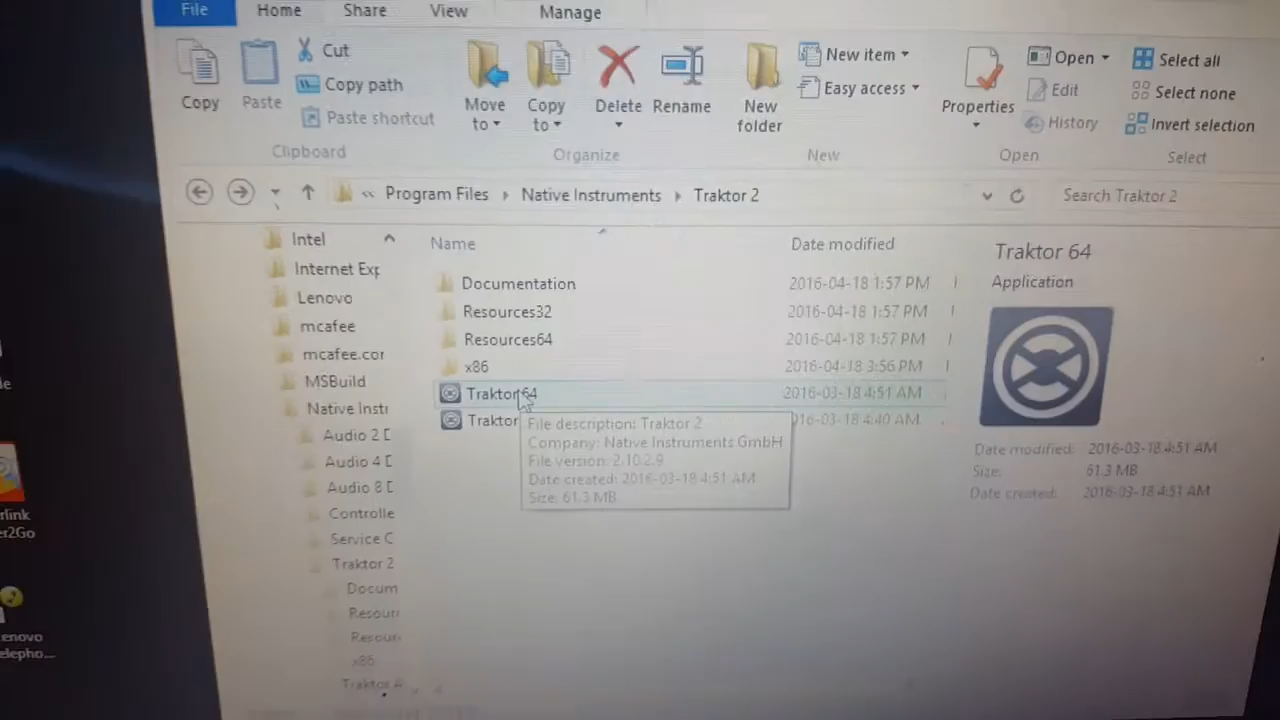 File Home Share View Manage
Copy
Paste
Cut
Copy path
Paste shortcut
Clipboard
Move to
Copy to
Delete
Rename
Organize
New folder
New item
Easy access
New
Properties
Open
Edit
History
Open
Select all
Select none
Invert selection
Select
« Program Files Native Instruments Traktor 2
Search Traktor 2
Intel
Internet Exp
Lenovo
mcafee
mcafee.cor
MSBuild
Native Instr
Audio 2 D
Audio 4 D
Audio 8 D
Controlle
Service C
Traktor 2
Docum
Resour
Resour
x86
Traktor A
Name Date modified
Documentation 2016-04-18 1:57 PM
Resources32 2016-04-18 1:57 PM
Resources64 2016-04-18 1:57 PM
x86 2016-04-18 3:56 PM
Traktor 64 2016-03-18 4:51 AM
Traktor 016-03-18 4:40 AM
File description: Traktor 2
Company: Native Instruments GmbH
File version: 2.10.2.9
Date created: 2016-03-18 4:51 AM
Size: 61.3 MB
Traktor 64
Application
Date modified: 2016-03-18 4:51 AM
Size: 61.3 MB
Date created: 2016-03-18 4:51 AM
rlink
er2Go
enovo
elepho...